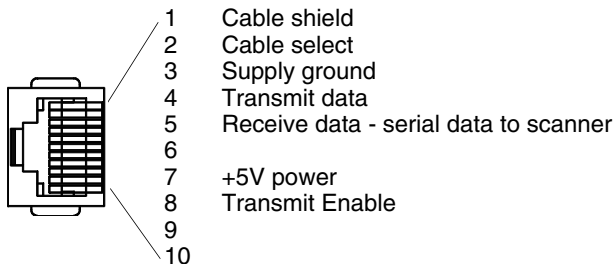 1 Cable shield
2 Cable select
3 Supply ground
4 Transmit data
5 Receive data - serial data to scanner
6
7 +5V power
8 Transmit Enable
9
10